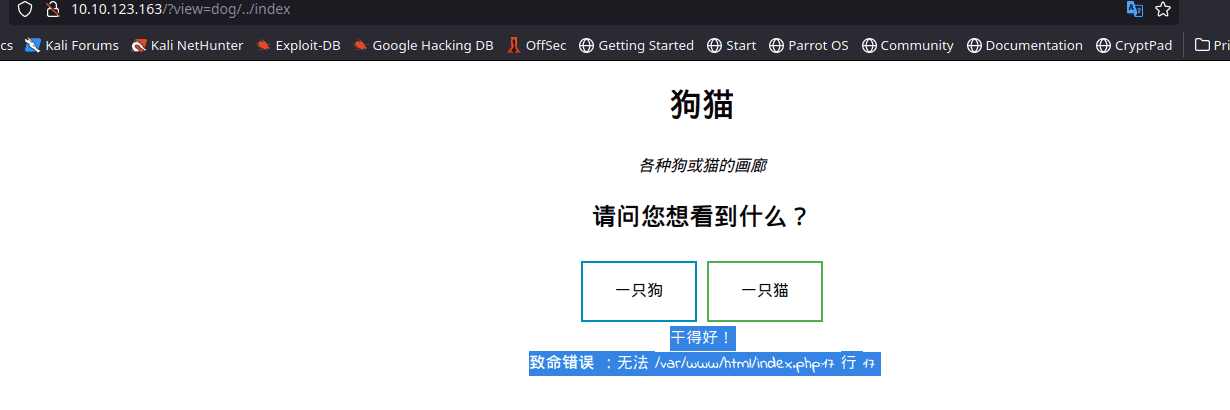 10.10.123.163/?view=dog/../index
cs Kali Forums Kali NetHunter Exploit-DB Google Hacking DB OffSec Getting Started Start Parrot OS Community Documentation CryptPad Pri
狗猫
各种狗或猫的画廊
请问您想看到什么？
一只狗 一只猫
干得好！
致命错误 ：无法 /var/www/html/index.php:17 行 17